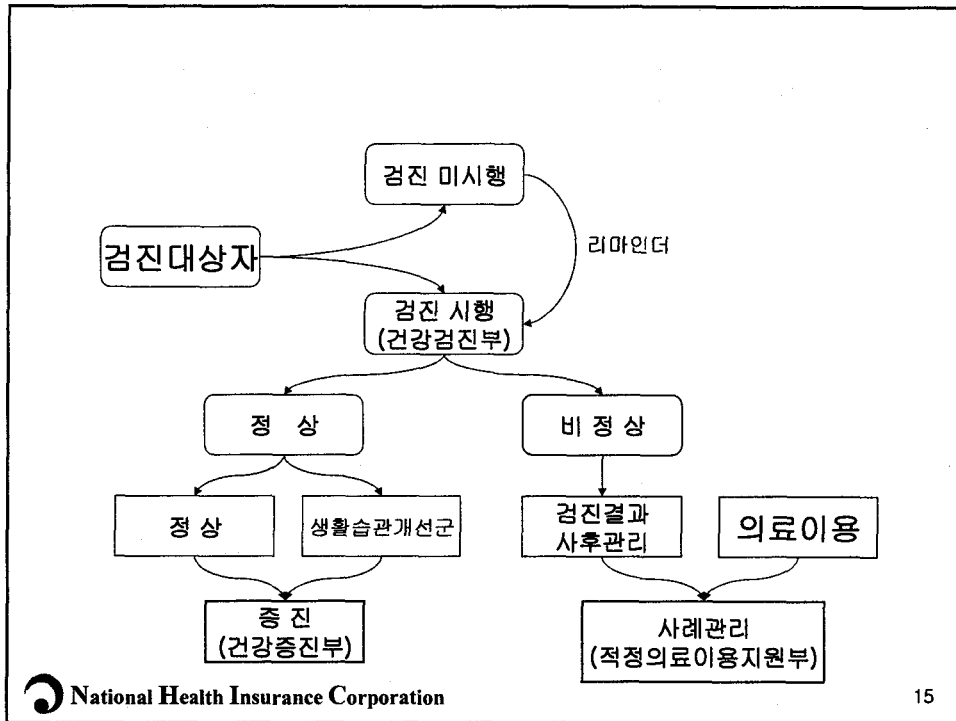 검진 미시행
리마인더
검진대상자
검진 시행
(건강검진부)
정 상
비 정 상
정 상
생활습관개선군
검진결과
사후관리
의료이용
증 진
(건강증진부)
사례관리
(적정의료이용지원부)
National Health Insurance Corporation
15